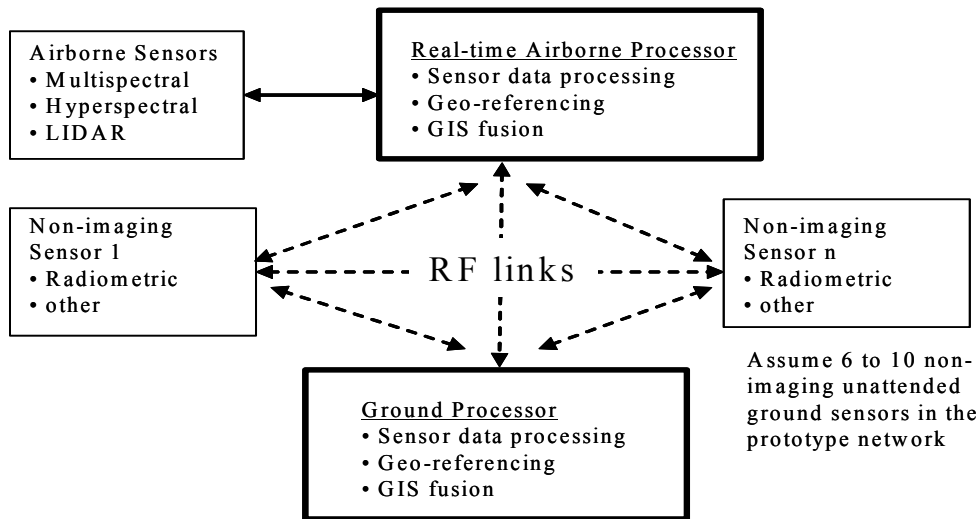 Airborne Sensors
• Multispectral
• Hyperspectral
• LIDAR
Real-time Airborne Processor
• Sensor data processing
• Geo-referencing
• GIS fusion
Non-imaging
Sensor 1
• Radiometric
• other
RF links
Non-imaging
Sensor n
• Radiometric
• other
Assume 6 to 10 non-
imaging unattended
ground sensors in the
prototype network
Ground Processor
• Sensor data processing
• Geo-referencing
• GIS fusion